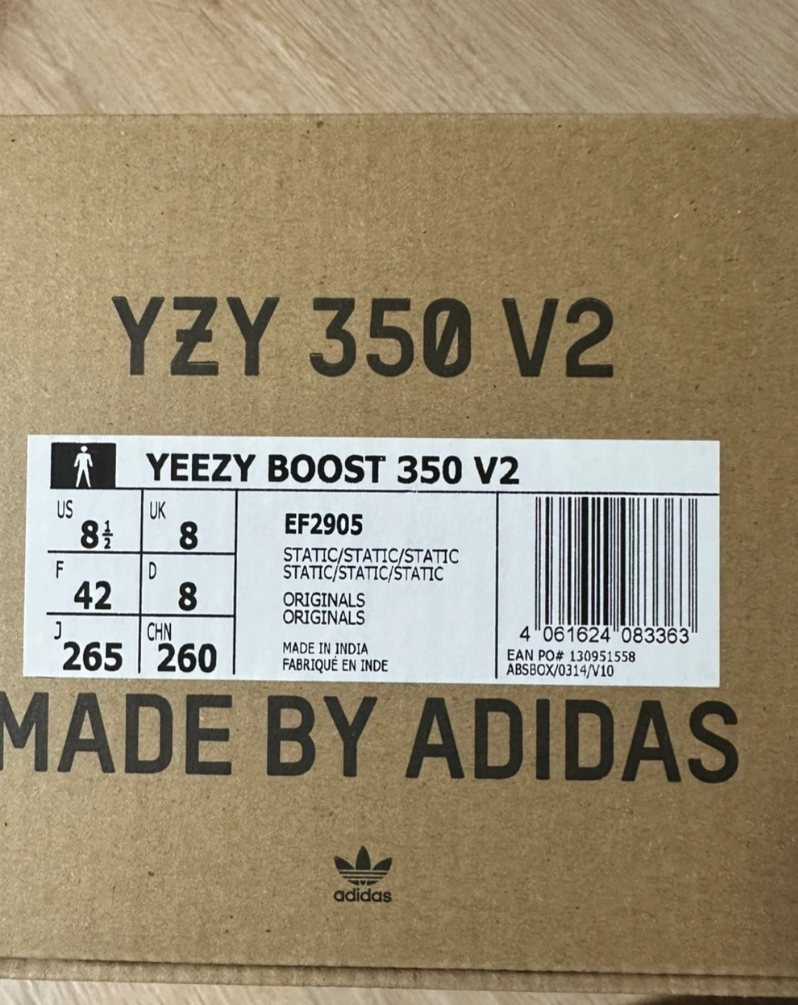 YZY 350 V2
YEEZY BOOST 350 V2
US
8½
UK
8
F
42
D
8
J
265
CHN
260
EF2905
STATIC/STATIC/STATIC
STATIC/STATIC/STATIC
ORIGINALS
ORIGINALS
MADE IN INDIA
FABRIQUÉ EN INDE
4 061624 083363
EAN PO# 130951558
ABSBOX/0314/V10
MADE BY ADIDAS
adidas